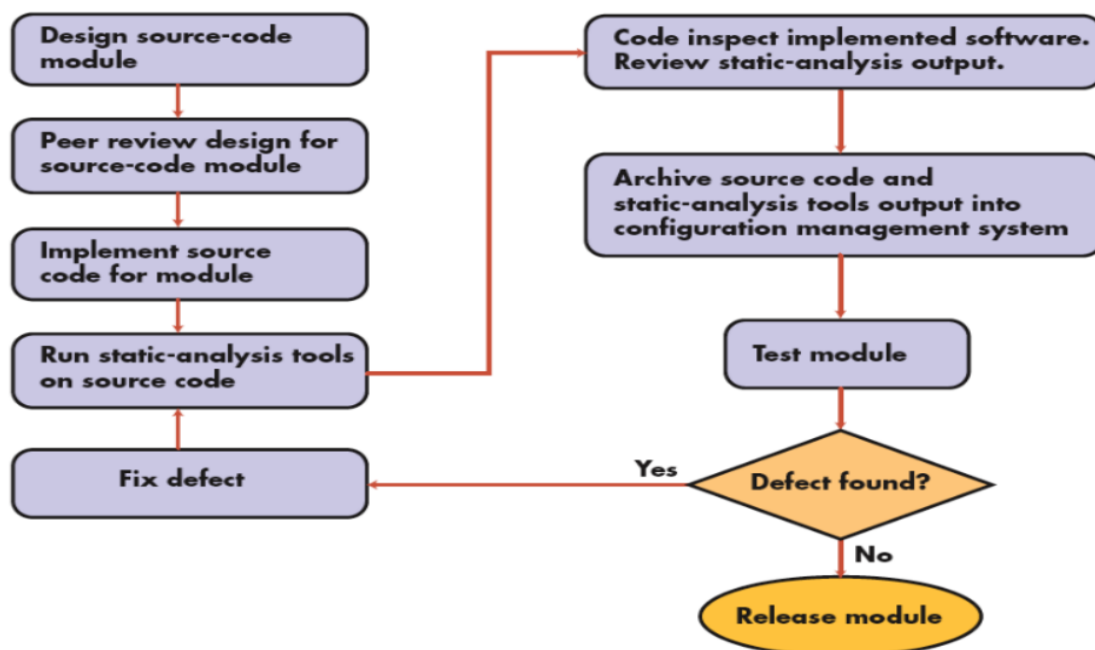 Design source-code
module
Peer review design for
source-code module
Implement source
code for module
Run static-analysis tools
on source code
Fix defect
Code inspect implemented software.
Review static-analysis output.
Archive source code and
static-analysis tools output into
configuration management system
Test module
Defect found?
Yes
No
Release module